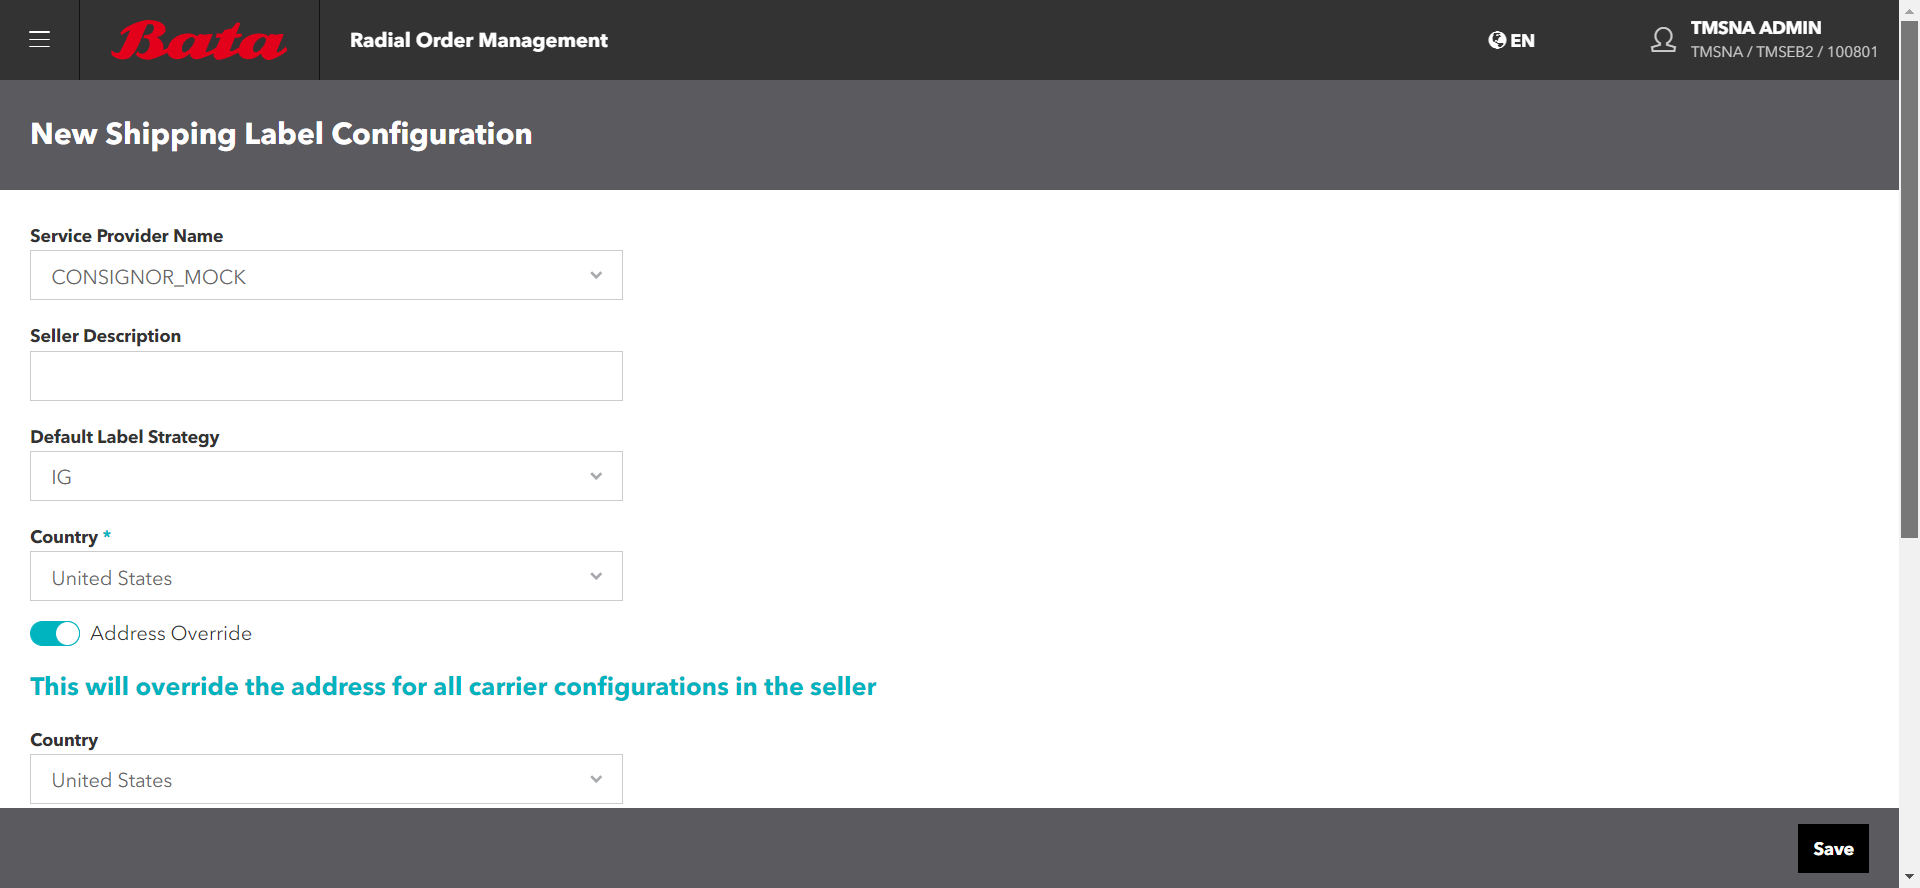 Bata
Radial Order Management
EN
TMSNA ADMIN
TMSNA / TMSEB2 / 100801
New Shipping Label Configuration
Service Provider Name
CONSIGNOR_MOCK
Seller Description
Default Label Strategy
IG
Country *
United States
Address Override
This will override the address for all carrier configurations in the seller
Country
United States
Save